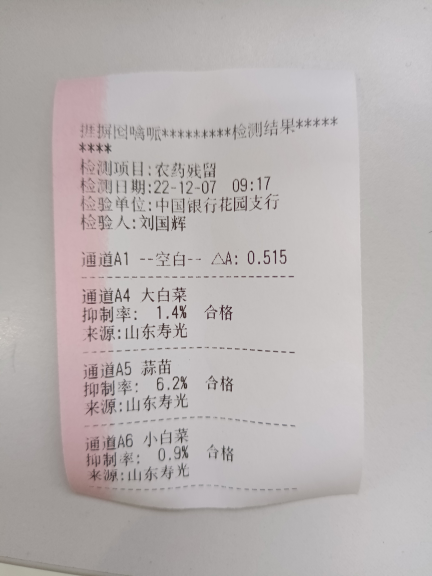 *********检测结果*****
****
检测项目:农药残留
检测日期:22-12-07 09:17
检验单位:中国银行花园支行
检验人:刘国辉
通道A1 --空白-- △A: 0.515
通道A4 大白菜
抑制率: 1.4% 合格
来源:山东寿光
通道A5 蒜苗
抑制率: 6.2% 合格
来源:山东寿光
通道A6 小白菜
抑制率: 0.9% 合格
来源:山东寿光